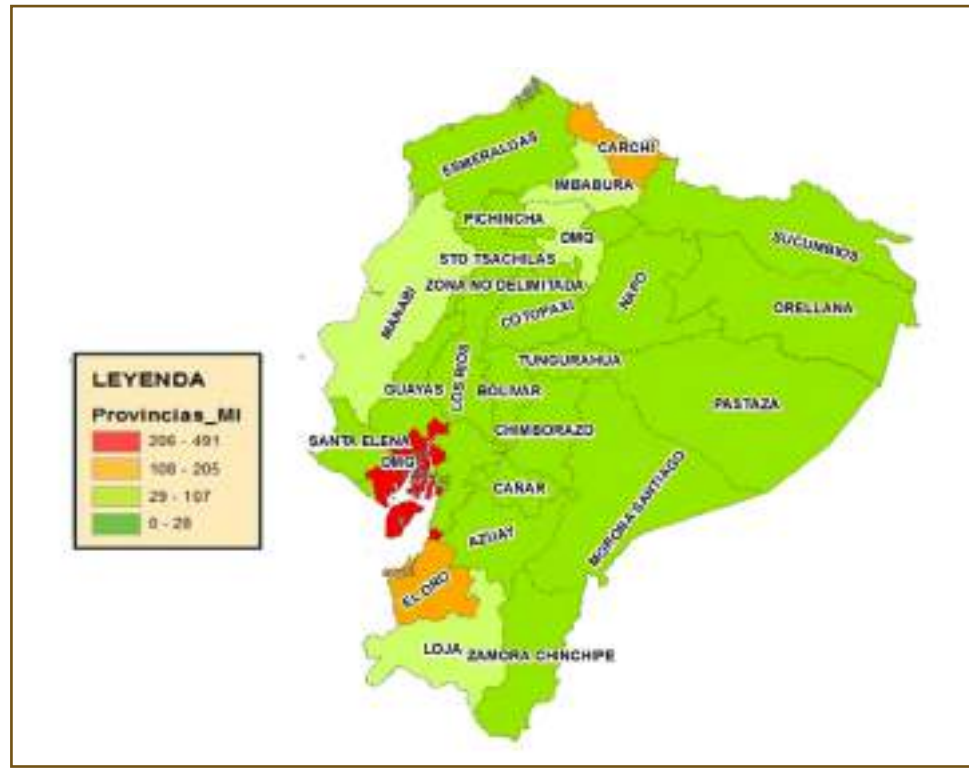 CARCHI
ESMERALDAS
IMBABURA
PICHINCHA
DMQ
SUCUMBIOS
STD TSACHILAS
ZONA NO DELIMITADA
NAPO
ORELLANA
MANABI
COTOPAXI
TUNGURAHUA
LOS RIOS
GUAYAS
BOLIVAR
PASTAZA
CHIMBORAZO
SANTA ELENA
DMG
CAÑAR
MORONA SANTIAGO
AZUAY
EL ORO
LOJA
ZAMORA CHINCHIPE
LEYENDA
Provincias_MI
206 - 491
108 - 205
29 - 107
0 - 28